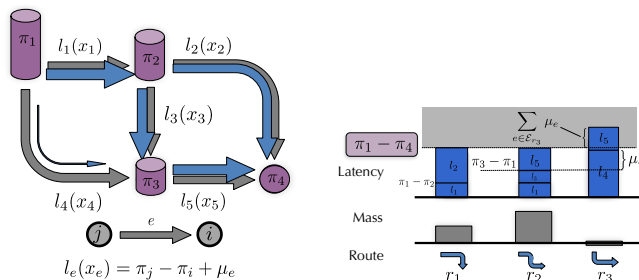 π₁
l₁(x₁)
π₂
l₂(x₂)
l₃(x₃)
π₃
π₄
l₄(x₄)
l₅(x₅)
j
e
i
lₑ(xₑ) = πⱼ − πᵢ + μₑ
∑ μₑ
e∈ℰᵣ₃
π₁ − π₄
Latency
π₁ − π₂
π₃ − π₁
l₂
l₁
l₅
l₃
l₁
l₅
l₄
Mass
Route
r₁
r₂
r₃